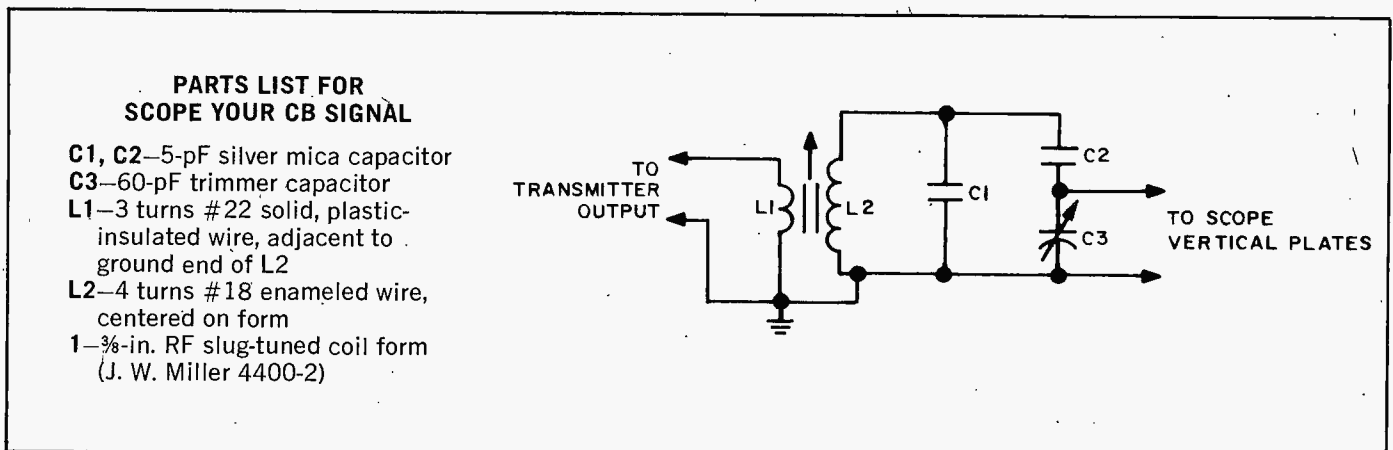 PARTS LIST FOR
SCOPE YOUR CB SIGNAL
C1, C2—5-pF silver mica capacitor
C3—60-pF trimmer capacitor
L1—3 turns #22 solid, plastic-
insulated wire, adjacent to
ground end of L2
L2—4 turns #18 enameled wire,
centered on form
1—⅜-in. RF slug-tuned coil form
(J. W. Miller 4400-2)
TO
TRANSMITTER
OUTPUT
L1
L2
C1
C2
C3
TO SCOPE
VERTICAL PLATES